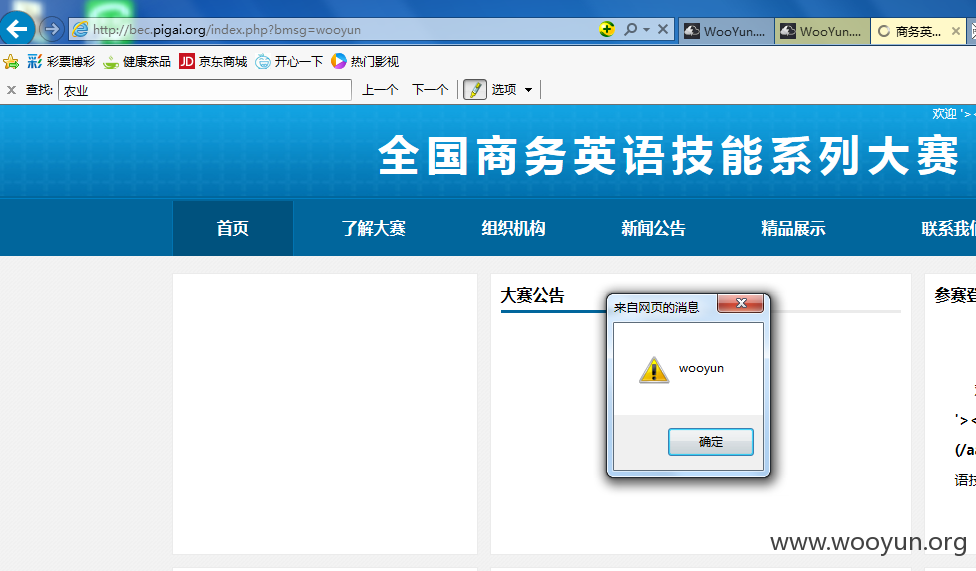 http://bec.pigai.org/index.php?bmsg=wooyun
WooYun....
WooYun....
商务英...
彩 彩票博彩 健康茶品 JD 京东商城 开心一下 热门影视
查找: 农业 上一个 下一个 选项
欢迎 '><
全国商务英语技能系列大赛
首页 了解大赛 组织机构 新闻公告 精品展示 联系我
大赛公告
参赛
来自网页的消息
wooyun
确定
'><
(/a
语
www.wooyun.org